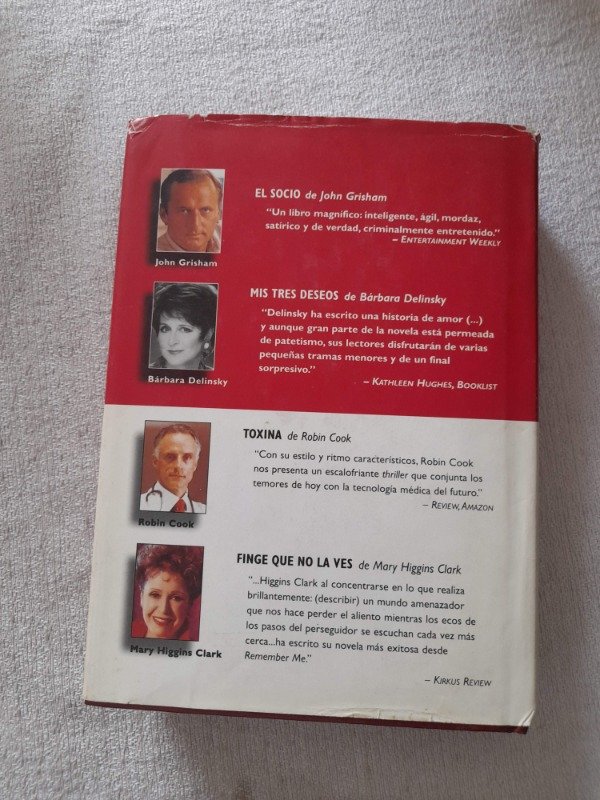 EL SOCIO de John Grisham
"Un libro magnífico: inteligente, ágil, mordaz,
satírico y de verdad, criminalmente entretenido."
– ENTERTAINMENT WEEKLY
John Grisham
MIS TRES DESEOS de Bárbara Delinsky
"Delinsky ha escrito una historia de amor (...)
y aunque gran parte de la novela está permeada
de patetismo, sus lectores disfrutarán de varias
pequeñas tramas menores y de un final
sorpresivo."
– KATHLEEN HUGHES, BOOKLIST
Bárbara Delinsky
TOXINA de Robin Cook
"Con su estilo y ritmo característicos, Robin Cook
nos presenta un escalofriante thriller que conjunta los
temores de hoy con la tecnología médica del futuro."
– REVIEW, AMAZON
Robin Cook
FINGE QUE NO LA VES de Mary Higgins Clark
"...Higgins Clark al concentrarse en lo que realiza
brillantemente: (describir) un mundo amenazador
que nos hace perder el aliento mientras los ecos de
los pasos del perseguidor se escuchan cada vez más
cerca...ha escrito su novela más exitosa desde
Remember Me."
– KIRKUS REVIEW
Mary Higgins Clark